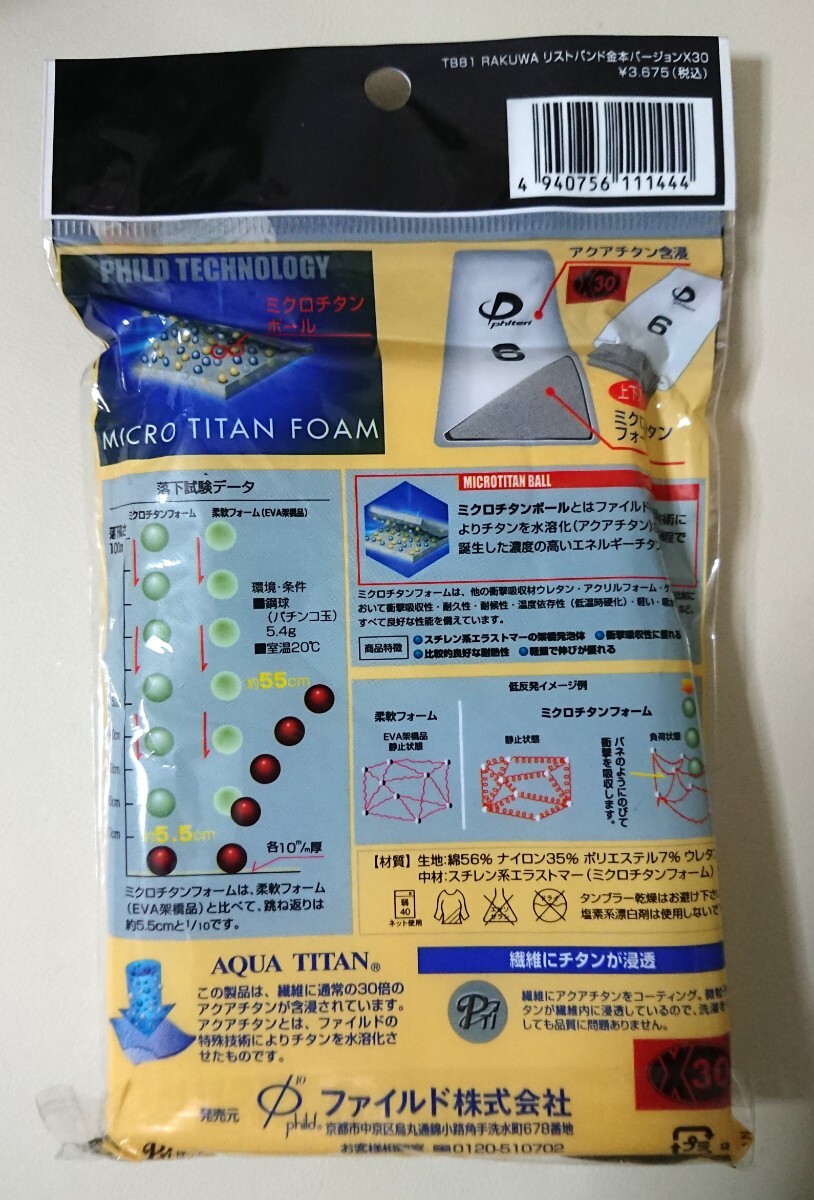 TB81 RAKUWA リストバンド金本バージョンX30
¥3,675(税込)
4 940756 111444
PHILD TECHNOLOGY
ミクロチタン
ボール
MICRO TITAN FOAM
アクアチタン含浸
X30
phiten
6
6
上下
ミク
フォ タン
落下試験データ
ミクロチタンフォーム 柔軟フォーム(EVA架橋品)
環境・条件
■鋼球
(パチンコ玉)
5.4g
■室温20℃
約55cm
約5.5cm
各10m/m厚
ミクロチタンフォームは、柔軟フォーム
(EVA架橋品)と比べて、跳ね返りは
約5.5cmと1/10です。
MICROTITAN BALL
ミクロチタンボールとはファイルド 術に
よりチタンを水溶化(アクアチタン)
誕生した濃度の高いエネルギーチタン
ミクロチタンフォームは、他の衝撃吸収材ウレタン・アクリルフォーム・
おいて衝撃吸収性・耐久性・耐候性・温度依存性(低温時硬化)・軽い・
すべて良好な性能を備えています。
商品特徴
●スチレン系エラストマーの架橋発泡体 ●衝撃吸収性に優れる
●比較的良好な耐熱性 ●軽量で伸びが優れる
低反発イメージ例
柔軟フォーム ミクロチタンフォーム
EVA架橋品
静止状態
静止状態
バネのようにのびて
衝撃を吸収します。
負荷状態
【材質】生地:綿56% ナイロン35% ポリエステル7% ウレタ
中材:スチレン系エラストマー(ミクロチタンフォーム)
弱
40
ネット使用
タンブラー乾燥はお避け下さ
塩素系漂白剤は使用しないで
AQUA TITAN®
この製品は、繊維に通常の30倍の
アクアチタンが含浸されています。
アクアチタンとは、ファイルドの
特殊技術によりチタンを水溶化さ
せたものです。
繊維にチタンが浸透
繊維にアクアチタンをコーティング。微粒子
タンが繊維内に浸透しているので、洗濯を
しても品質に問題ありません。
X30
発売元 phild® ファイルド株式会社
京都市中京区烏丸通錦小路角手洗水町678番地
お客様相談室 0120-510702